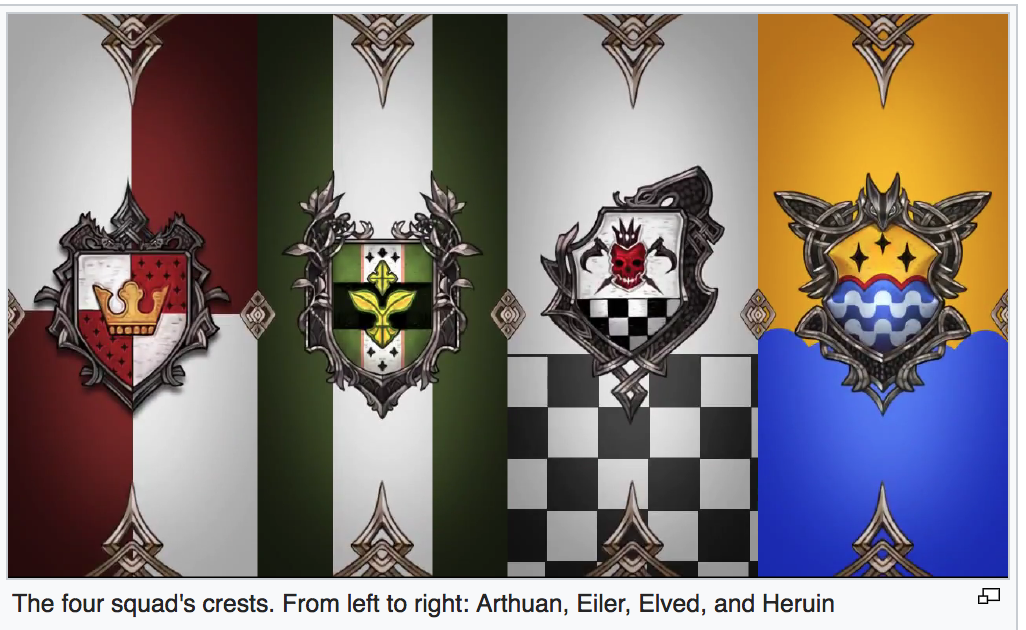 The four squad's crests. From left to right: Arthuan, Eiler, Elved, and Heruin